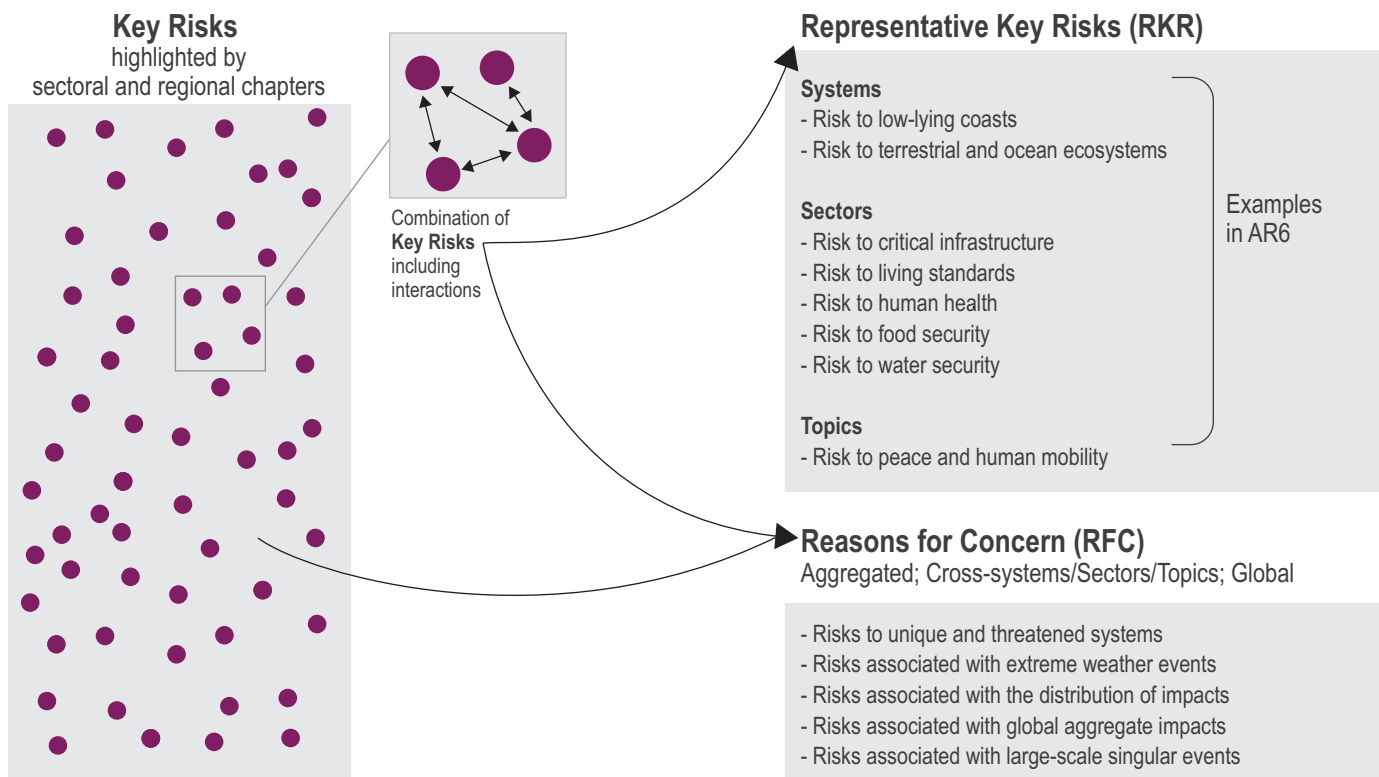 Key Risks
highlighted by
sectoral and regional chapters
Combination of
Key Risks
including
interactions
Representative Key Risks (RKR)
Systems
- Risk to low-lying coasts
- Risk to terrestrial and ocean ecosystems
Sectors
- Risk to critical infrastructure
- Risk to living standards
- Risk to human health
- Risk to food security
- Risk to water security
Topics
- Risk to peace and human mobility
Examples
in AR6
Reasons for Concern (RFC)
Aggregated; Cross-systems/Sectors/Topics; Global
- Risks to unique and threatened systems
- Risks associated with extreme weather events
- Risks associated with the distribution of impacts
- Risks associated with global aggregate impacts
- Risks associated with large-scale singular events